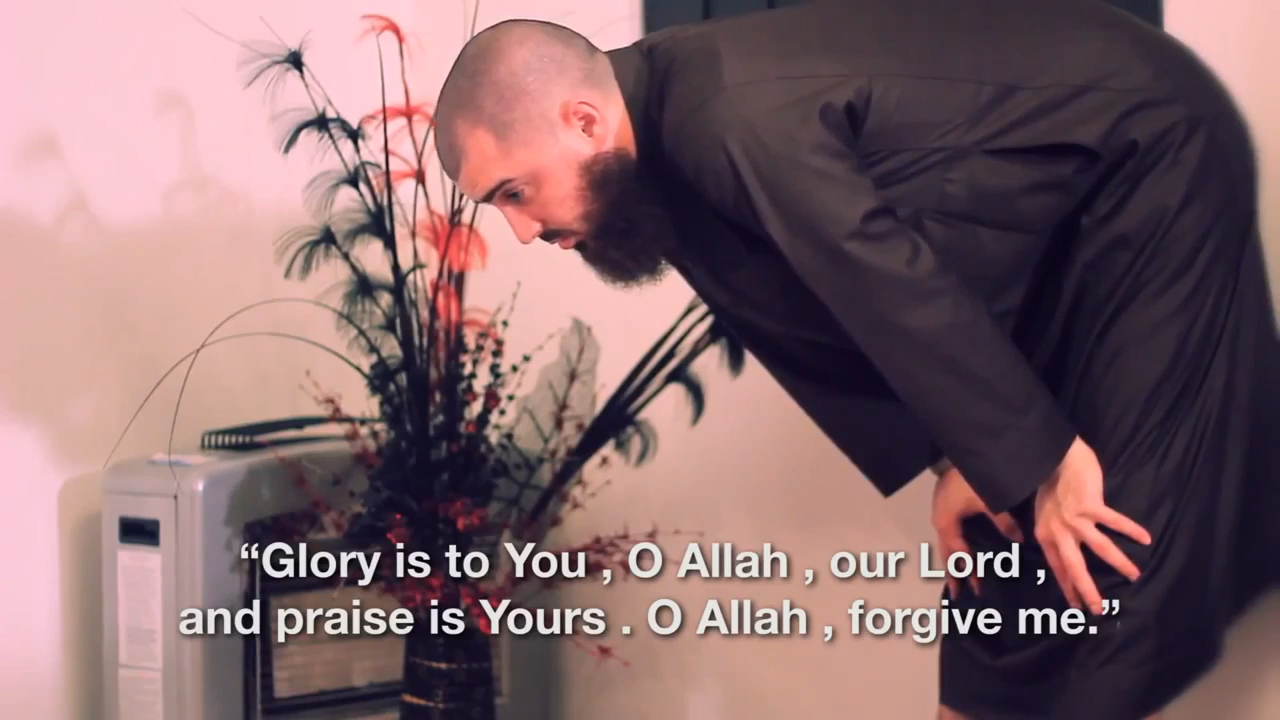 “Glory is to You , O Allah , our Lord ,
and praise is Yours . O Allah , forgive me.”